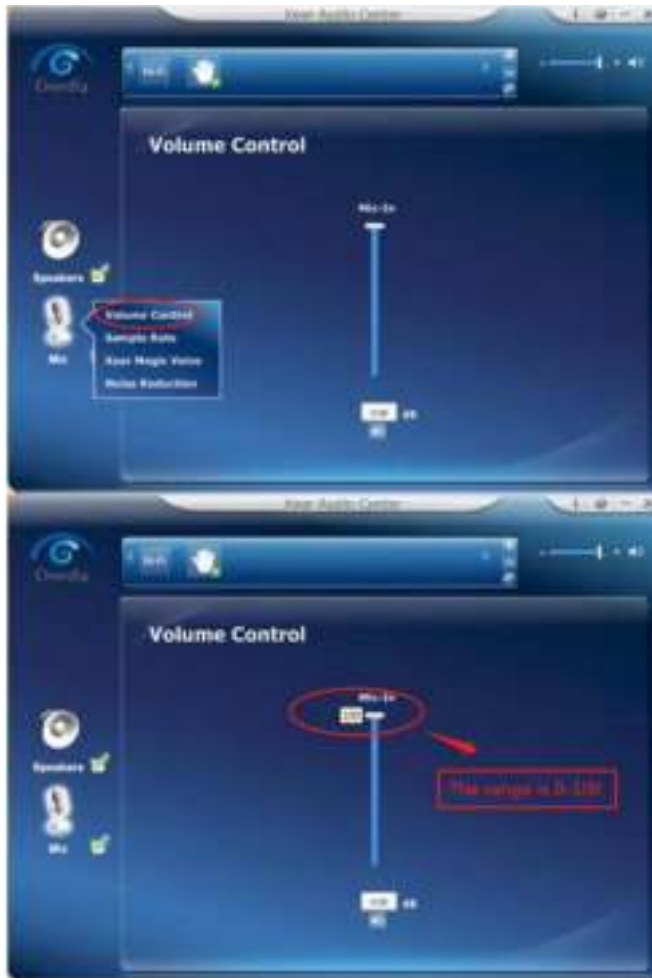 Xear Audio Center
Volume Control
Mic-In
Speakers
Volume Control
Sample Rate
Mic
Xear Magic Voice
Noise Reduction
Xear Audio Center
Volume Control
Mic-In
The range is 0-100
Speakers
Mic